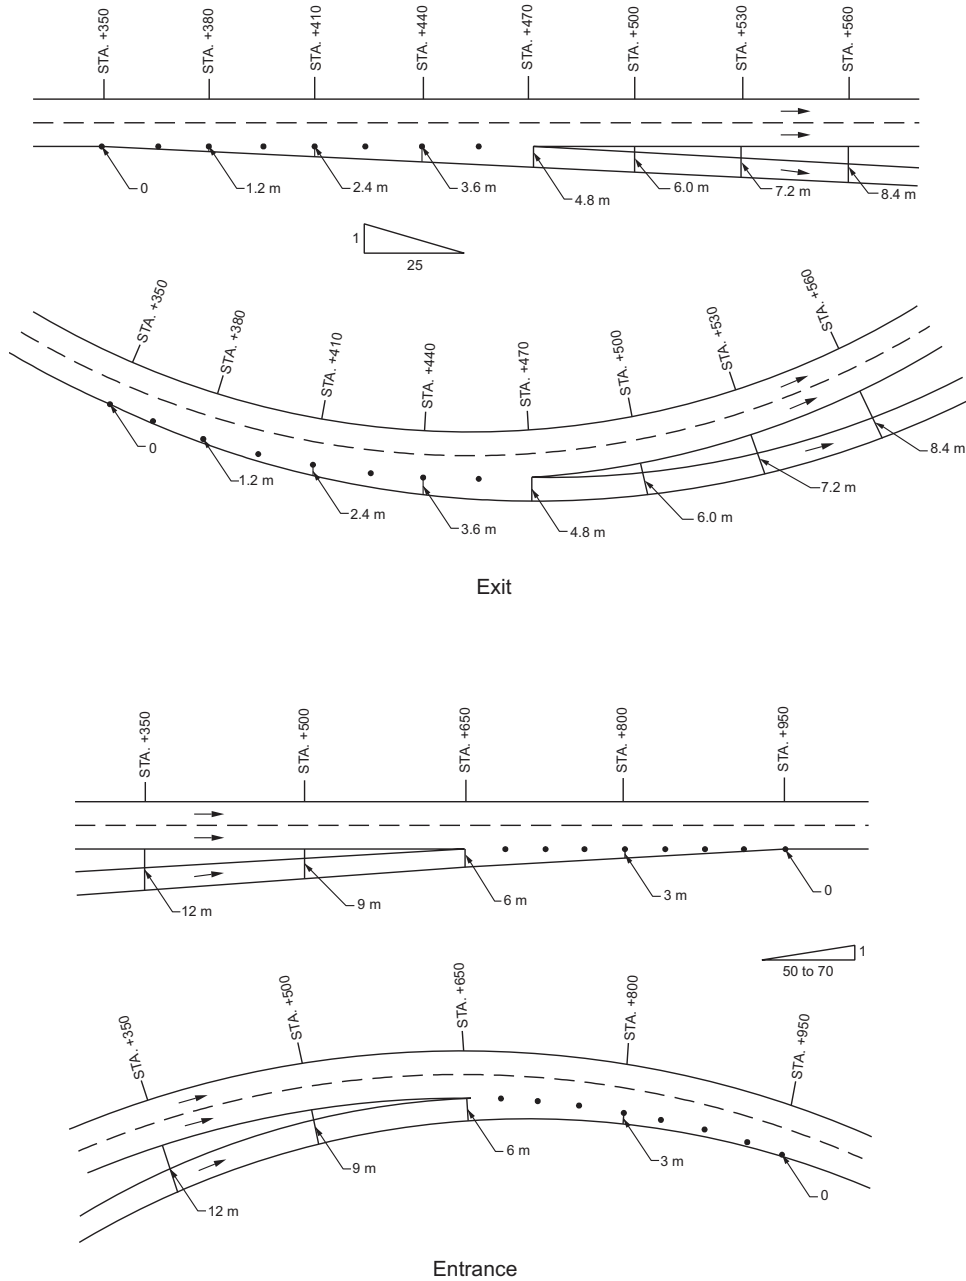 STA. +350
STA. +380
STA. +410
STA. +440
STA. +470
STA. +500
STA. +530
STA. +560
0
1.2 m
2.4 m
3.6 m
4.8 m
6.0 m
7.2 m
8.4 m
1
25
STA. +350
STA. +380
STA. +410
STA. +440
STA. +470
STA. +500
STA. +530
STA. +560
0
1.2 m
2.4 m
3.6 m
4.8 m
6.0 m
7.2 m
8.4 m
Exit
STA. +350
STA. +500
STA. +650
STA. +800
STA. +950
12 m
9 m
6 m
3 m
0
1
50 to 70
STA. +350
STA. +500
STA. +650
STA. +800
STA. +950
12 m
9 m
6 m
3 m
0
Entrance